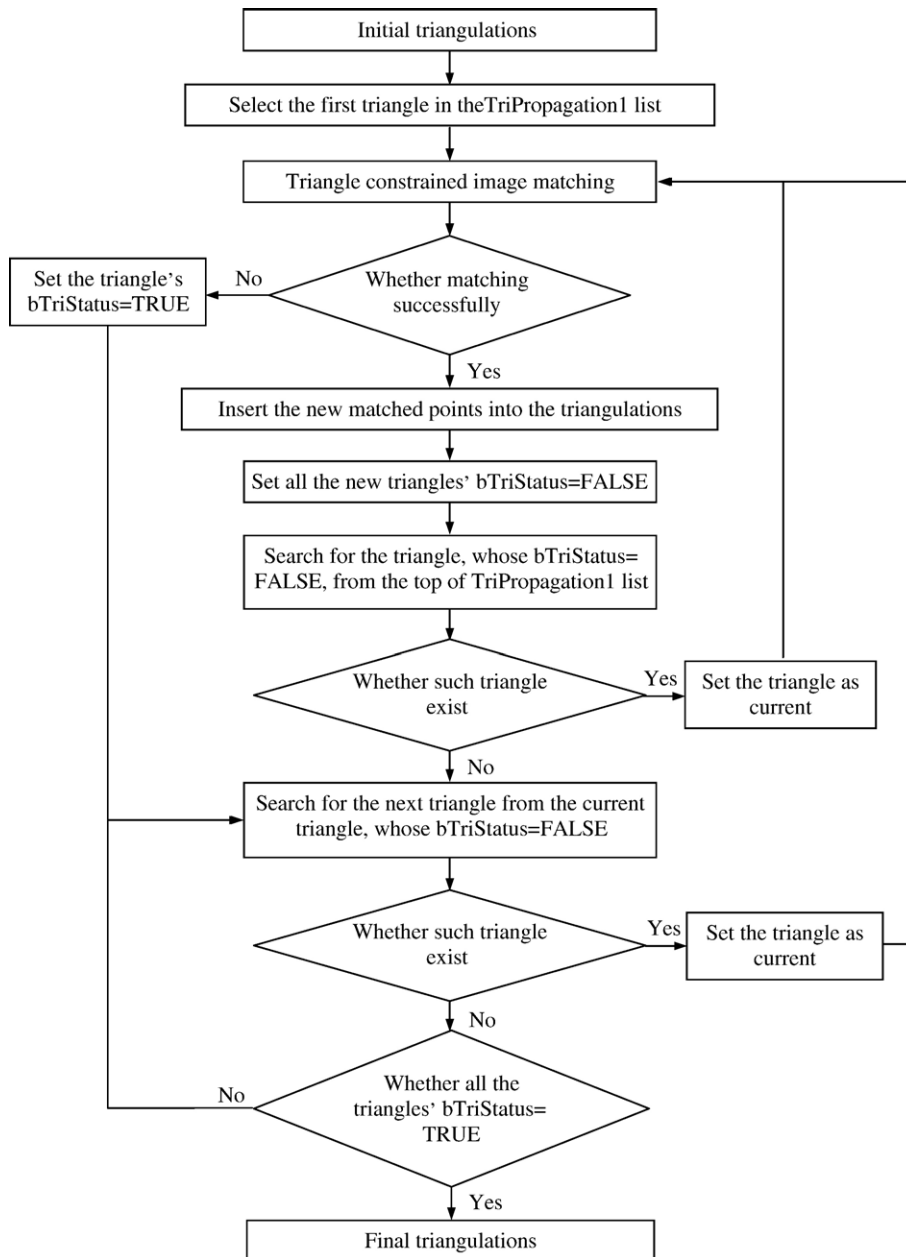 Initial triangulations
Select the first triangle in theTriPropagation1 list
Triangle constrained image matching
Whether matching
successfully
No
Set the triangle's
bTriStatus=TRUE
Yes
Insert the new matched points into the triangulations
Set all the new triangles' bTriStatus=FALSE
Search for the triangle, whose bTriStatus=
FALSE, from the top of TriPropagation1 list
Whether such triangle
exist
Yes
Set the triangle as
current
No
Search for the next triangle from the current
triangle, whose bTriStatus=FALSE
Whether such triangle
exist
Yes
Set the triangle as
current
No
Whether all the
triangles' bTriStatus=
TRUE
No
Yes
Final triangulations